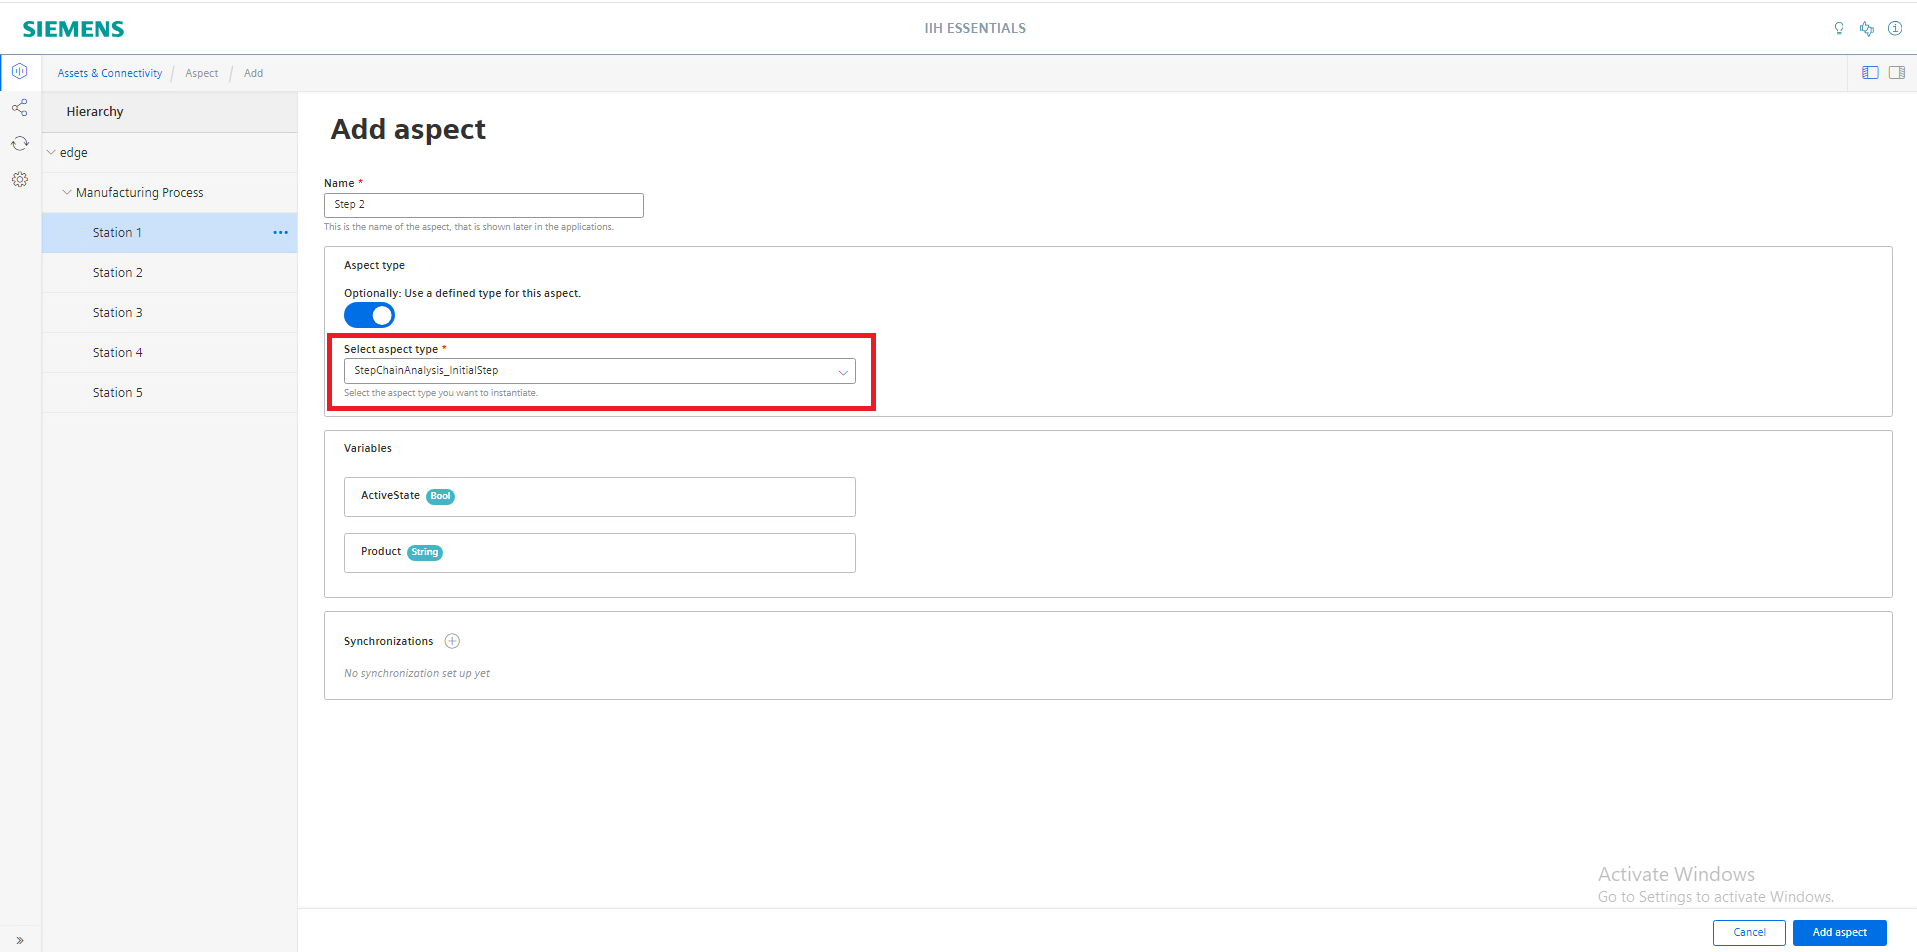 SIEMENS
IIH ESSENTIALS
Assets & Connectivity / Aspect / Add
Hierarchy
edge
Manufacturing Process
Station 1
Station 2
Station 3
Station 4
Station 5
Add aspect
Name *
Step 2
This is the name of the aspect, that is shown later in the applications.
Aspect type
Optionally: Use a defined type for this aspect.
Select aspect type *
StepChainAnalysis_InitialStep
Select the aspect type you want to instantiate.
Variables
ActiveState Bool
Product String
Synchronizations
No synchronization set up yet
Activate Windows
Go to Settings to activate Windows.
Cancel
Add aspect